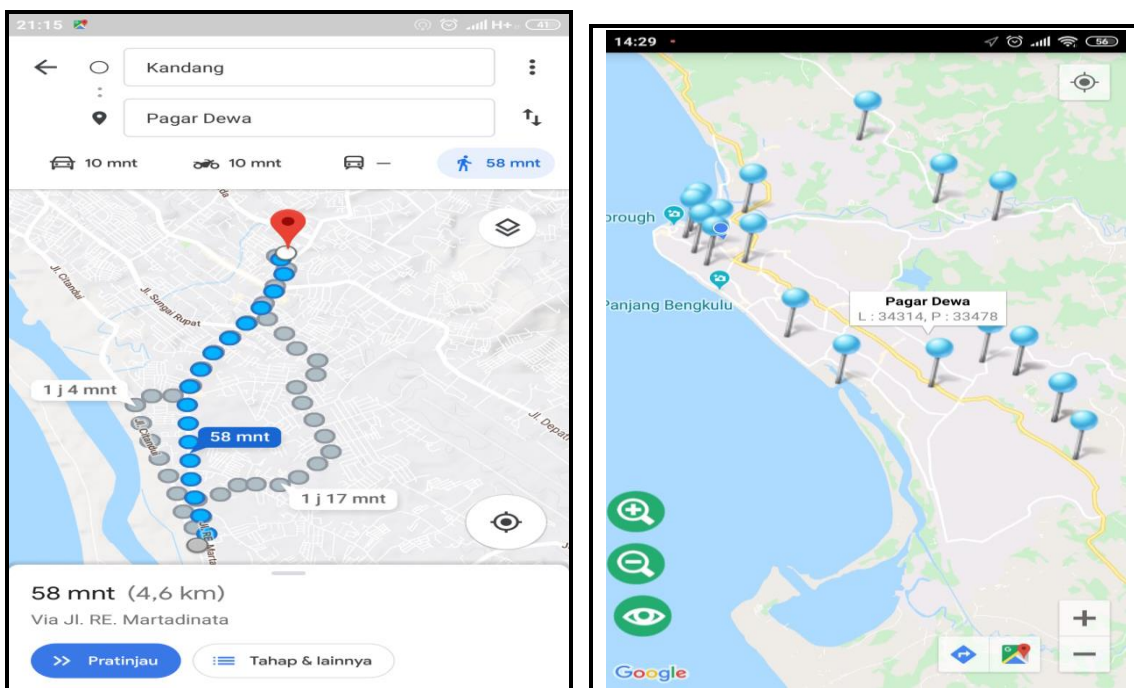 21:15
H+
41
Kandang
Pagar Dewa
10 mnt
10 mnt
—
58 mnt
Jl. Citandui
Jl. Sungai Rupat
1 j 4 mnt
Jl. Citandui
58 mnt
1 j 17 mnt
58 mnt (4,6 km)
Via Jl. RE. Martadinata
Pratinjau
Tahap & lainnya
14:29
56
orough
Panjang Bengkulu
Pagar Dewa
L : 34314, P : 33478
Google